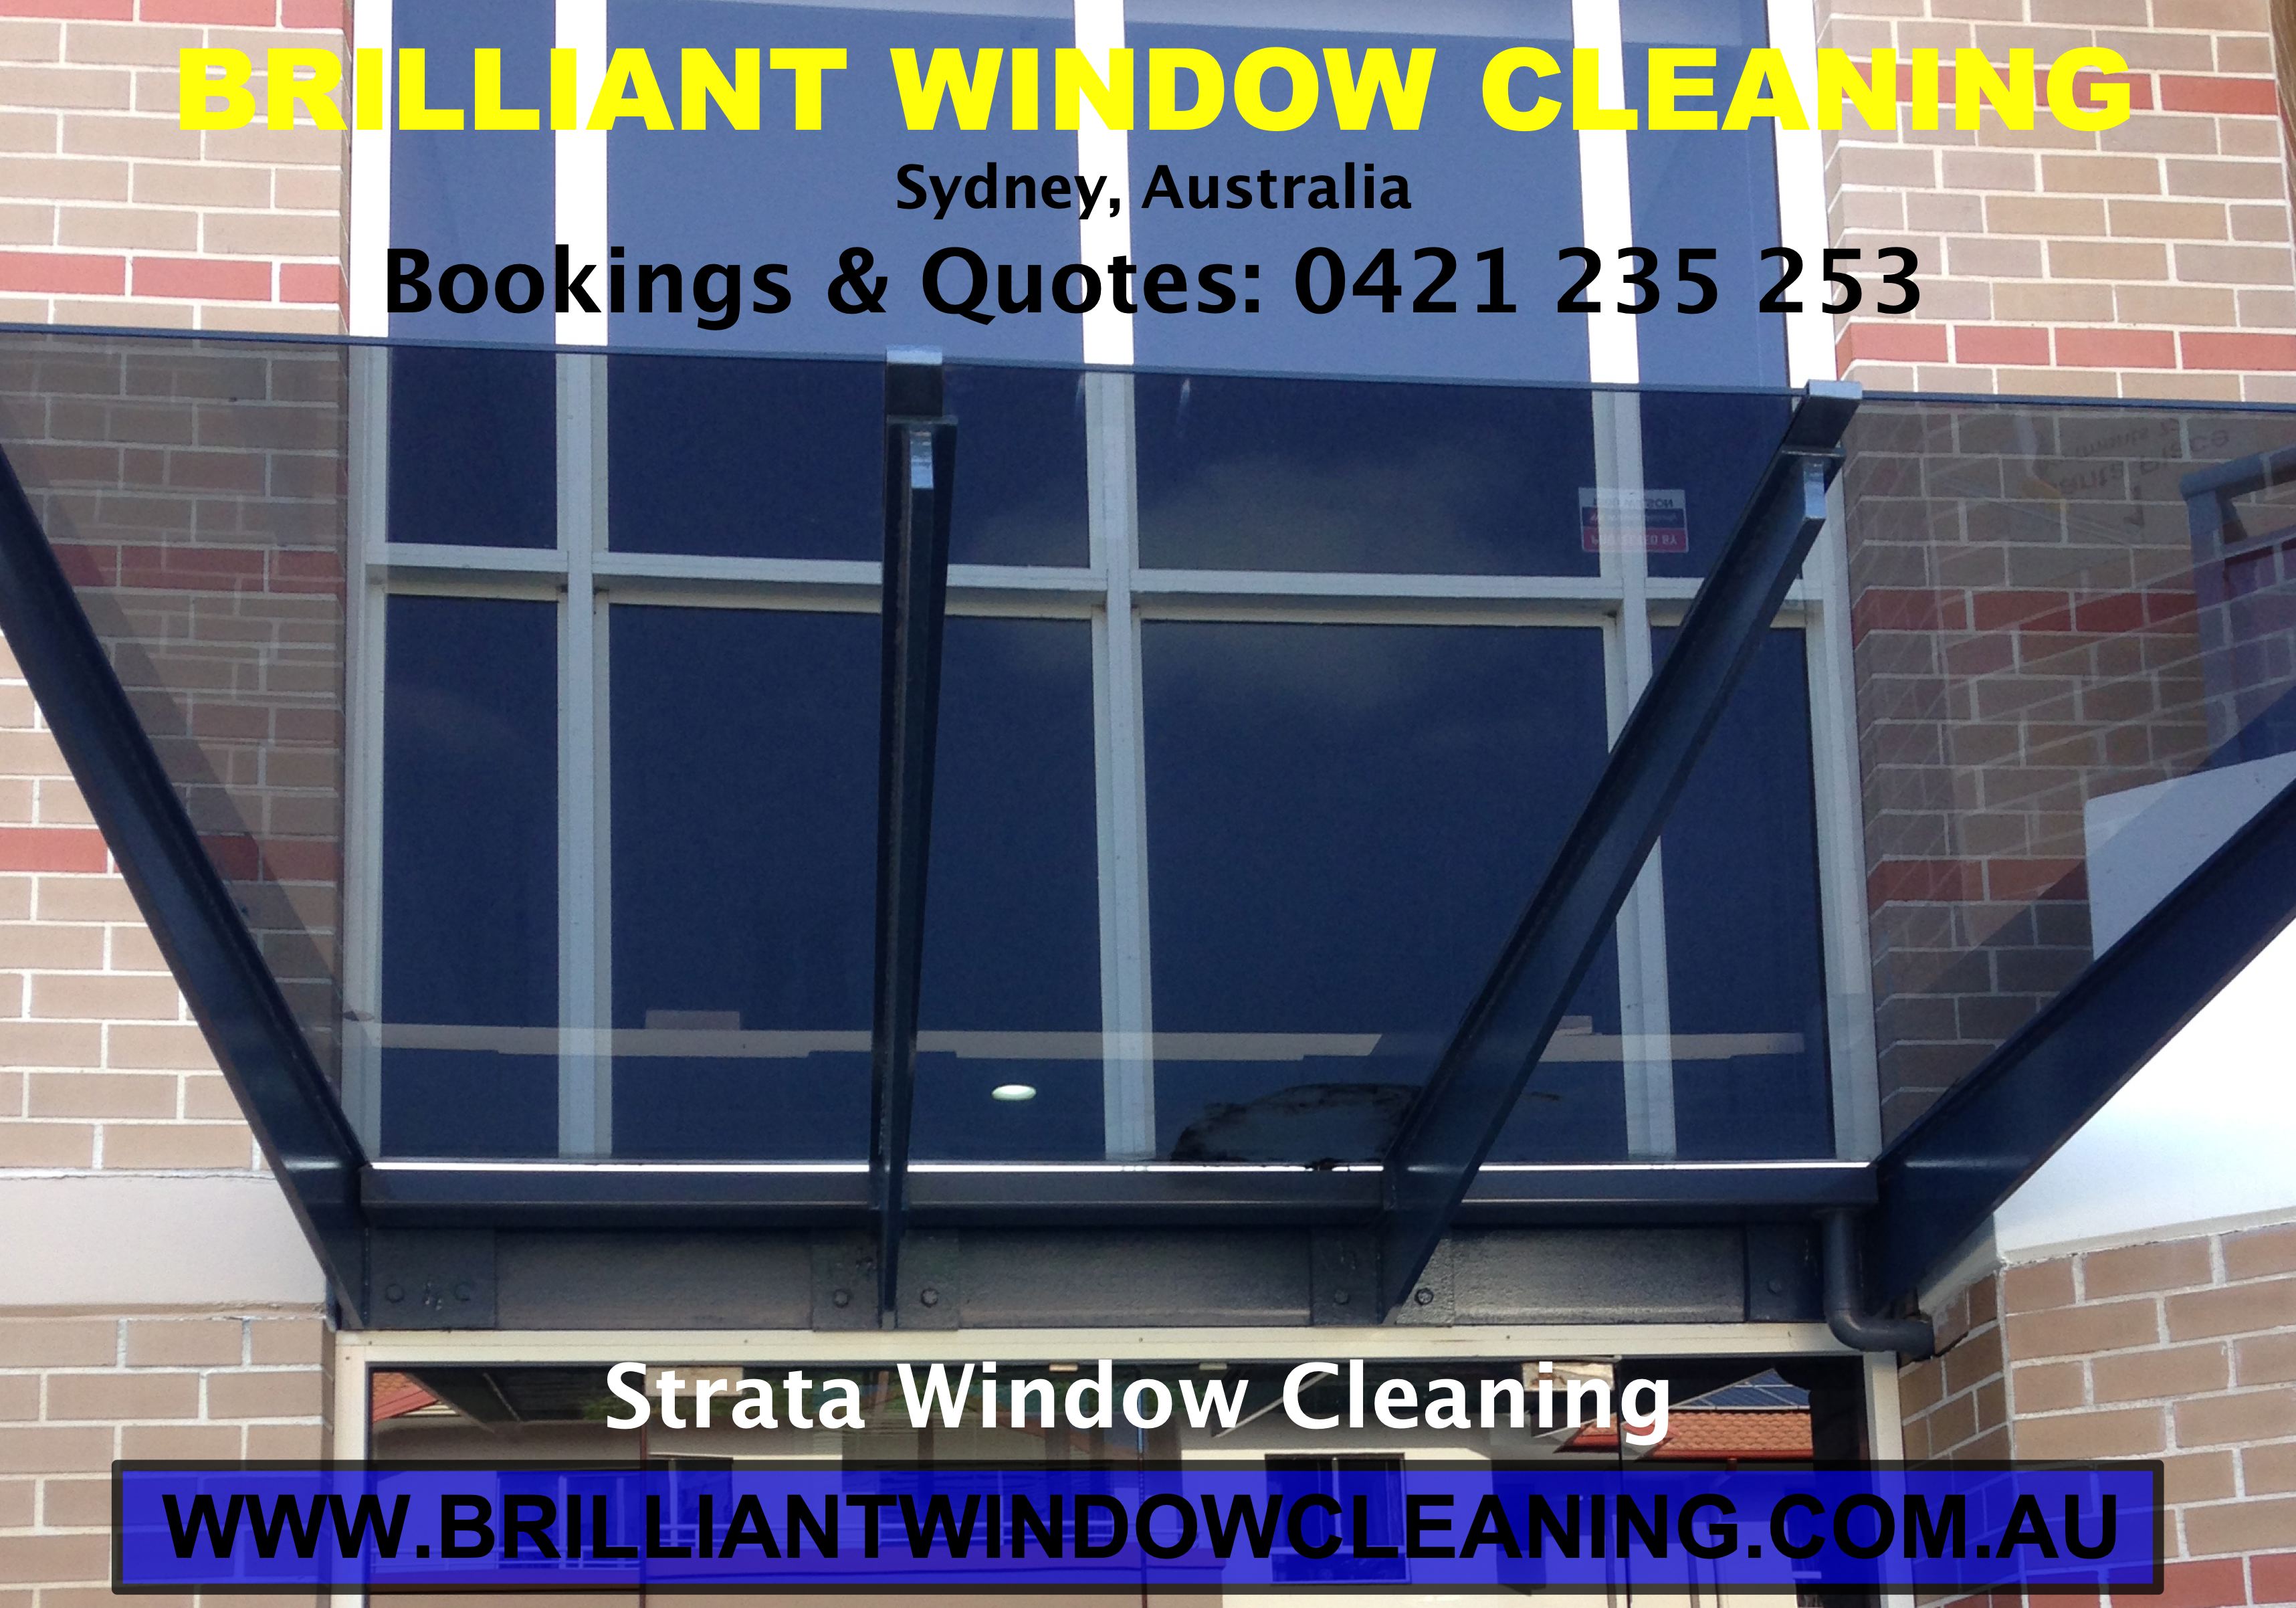 BRILLIANT WINDOW CLEANING
Sydney, Australia
Bookings & Quotes: 0421 235 253
Strata Window Cleaning
WWW.BRILLIANTWINDOWCLEANING.COM.AU